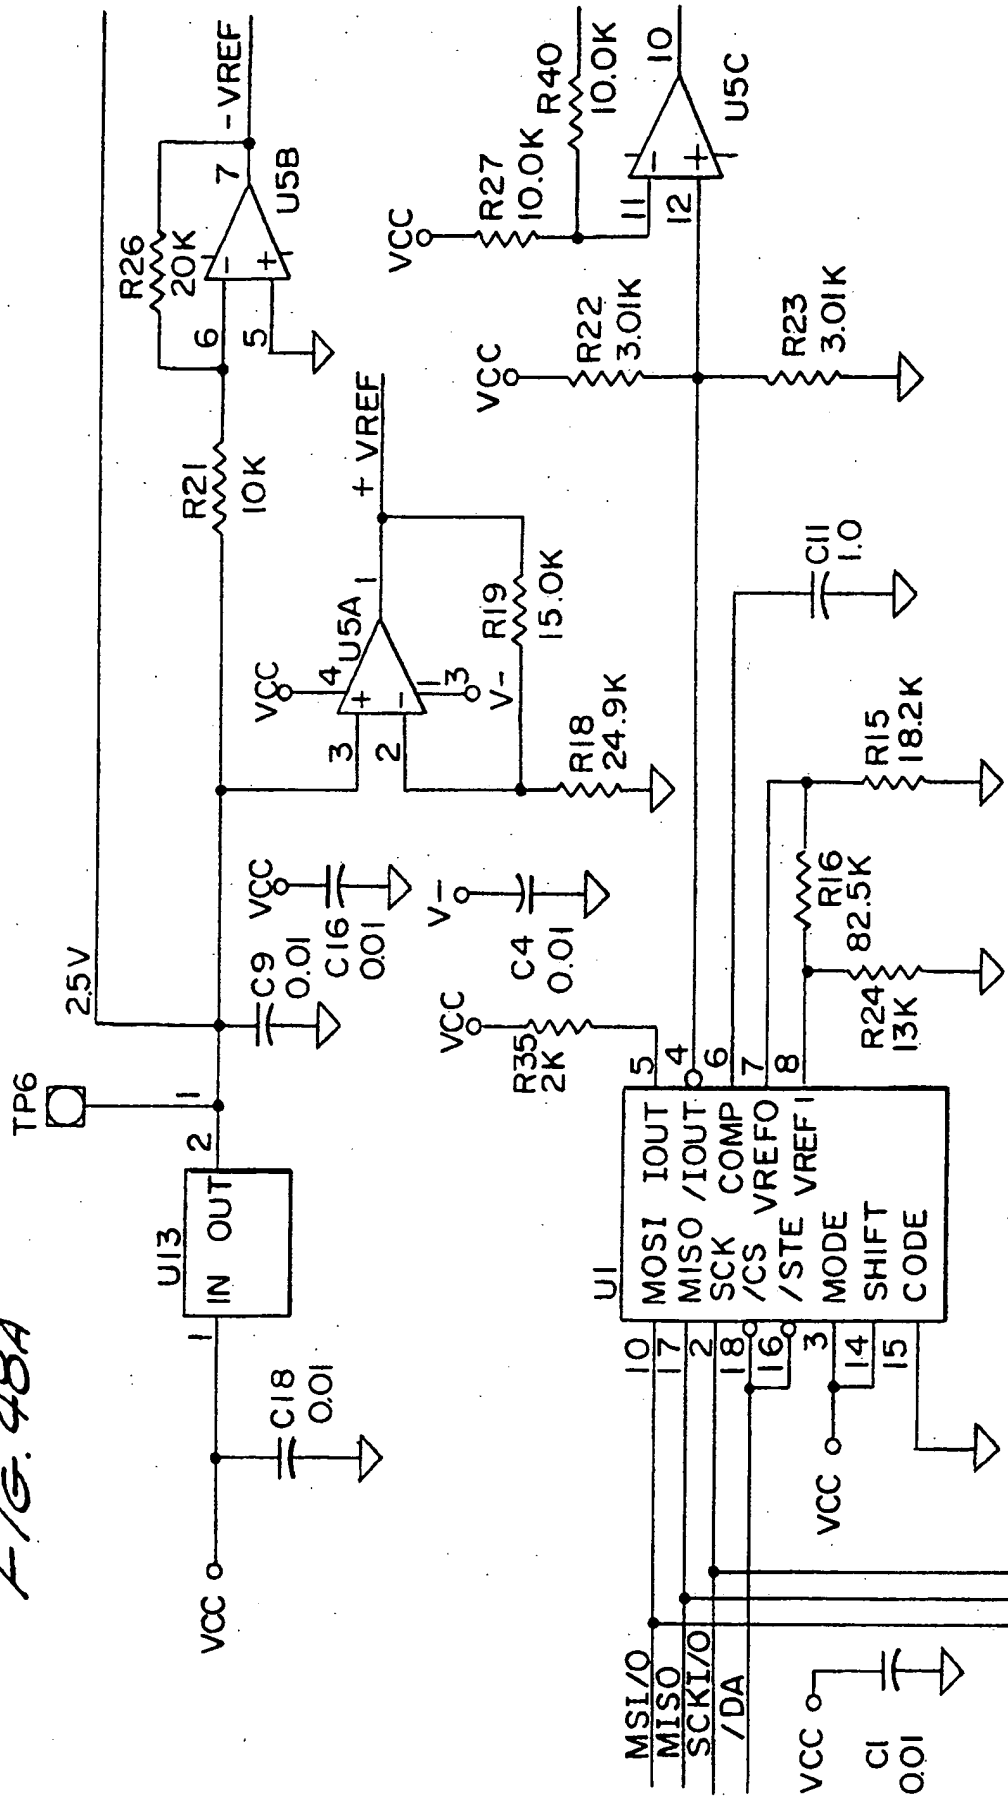 FIG. 48A
TP6
2.5V
VCC
U13
IN OUT
1
2
1
C18
0.01
C9
0.01
VCC
C16
0.01
V-
C4
0.01
R21
10K
R26
20K
6
5
7
-VREF
U5B
VCC
4
U5A
3
2
1
13
V-
+VREF
R19
15.0K
R18
24.9K
VCC
R35
2K
VCC
R22
3.01K
R23
3.01K
VCC
R27
10.0K
R40
10.0K
11
12
10
U5C
C11
1.0
R15
18.2K
R16
82.5K
R24
13K
U1
MOSI IOUT
MISO /IOUT
SCK COMP
/CS VREFO
/STE VREF1
MODE
SHIFT
CODE
5
4
6
7
8
10
17
2
18
16
3
14
15
VCC
MSI/O
MISO
SCKI/O
/DA
VCC
C1
0.01